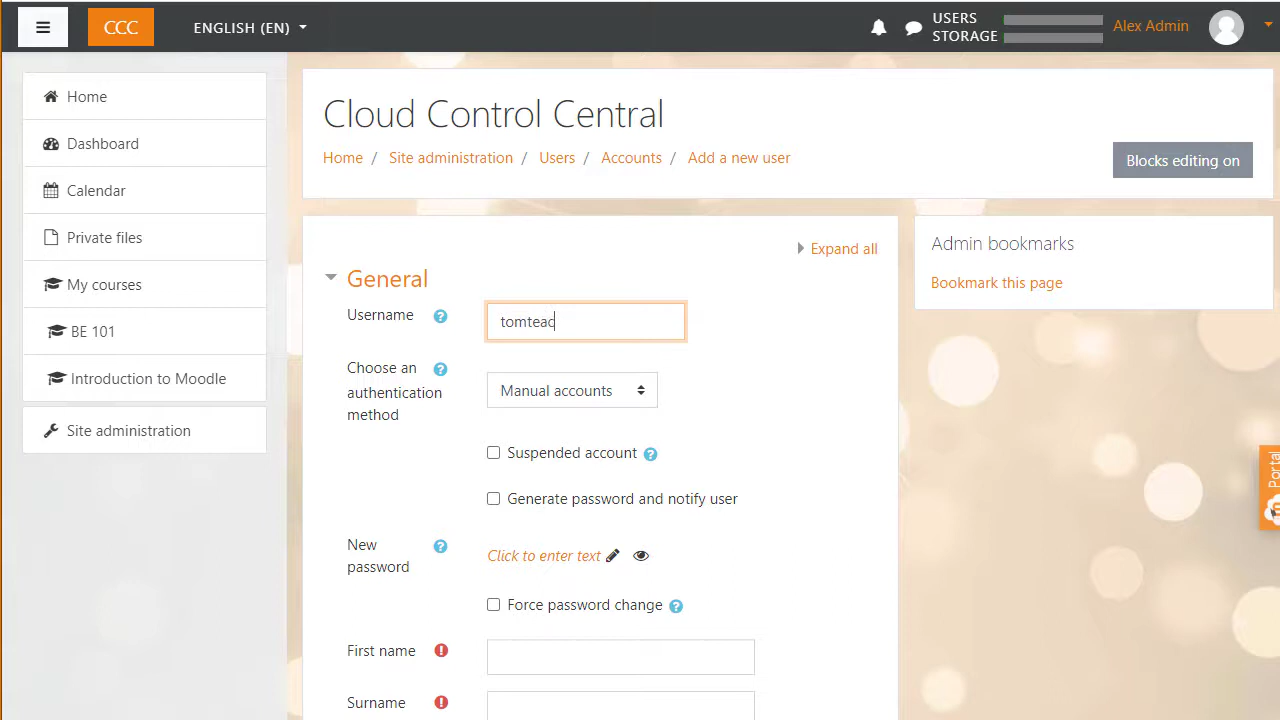 CCC
ENGLISH (EN)
USERS
STORAGE
Alex Admin
Home
Dashboard
Calendar
Private files
My courses
BE 101
Introduction to Moodle
Site administration
Cloud Control Central
Home / Site administration / Users / Accounts / Add a new user
Blocks editing on
Expand all
General
Username
tomteac
Choose an
authentication
method
Manual accounts
Suspended account
Generate password and notify user
New
password
Click to enter text
Force password change
First name
Surname
Admin bookmarks
Bookmark this page
Portal